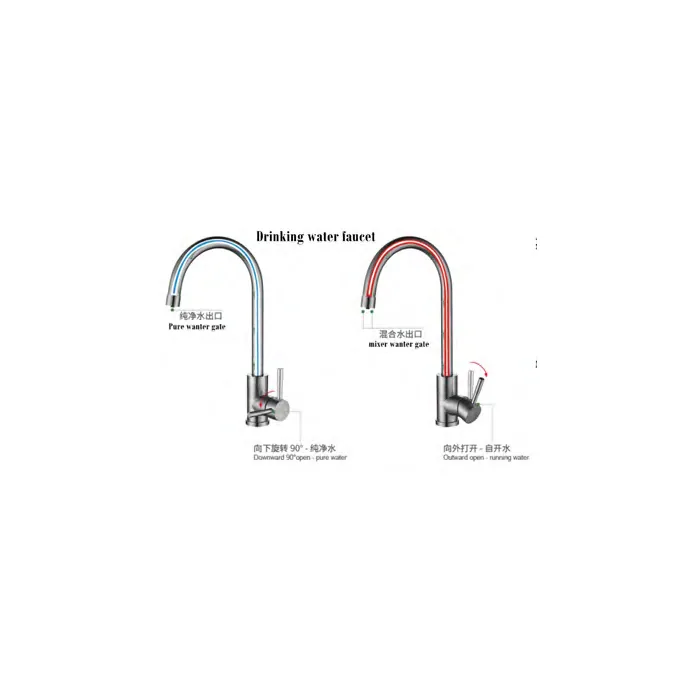 Drinking water faucet
纯净水出口
Pure wanter gate
混合水出口
mixer wanter gate
向下旋转 90° - 纯净水
Downward 90°open - pure water
向外打开 - 自开水
Outward open - running water